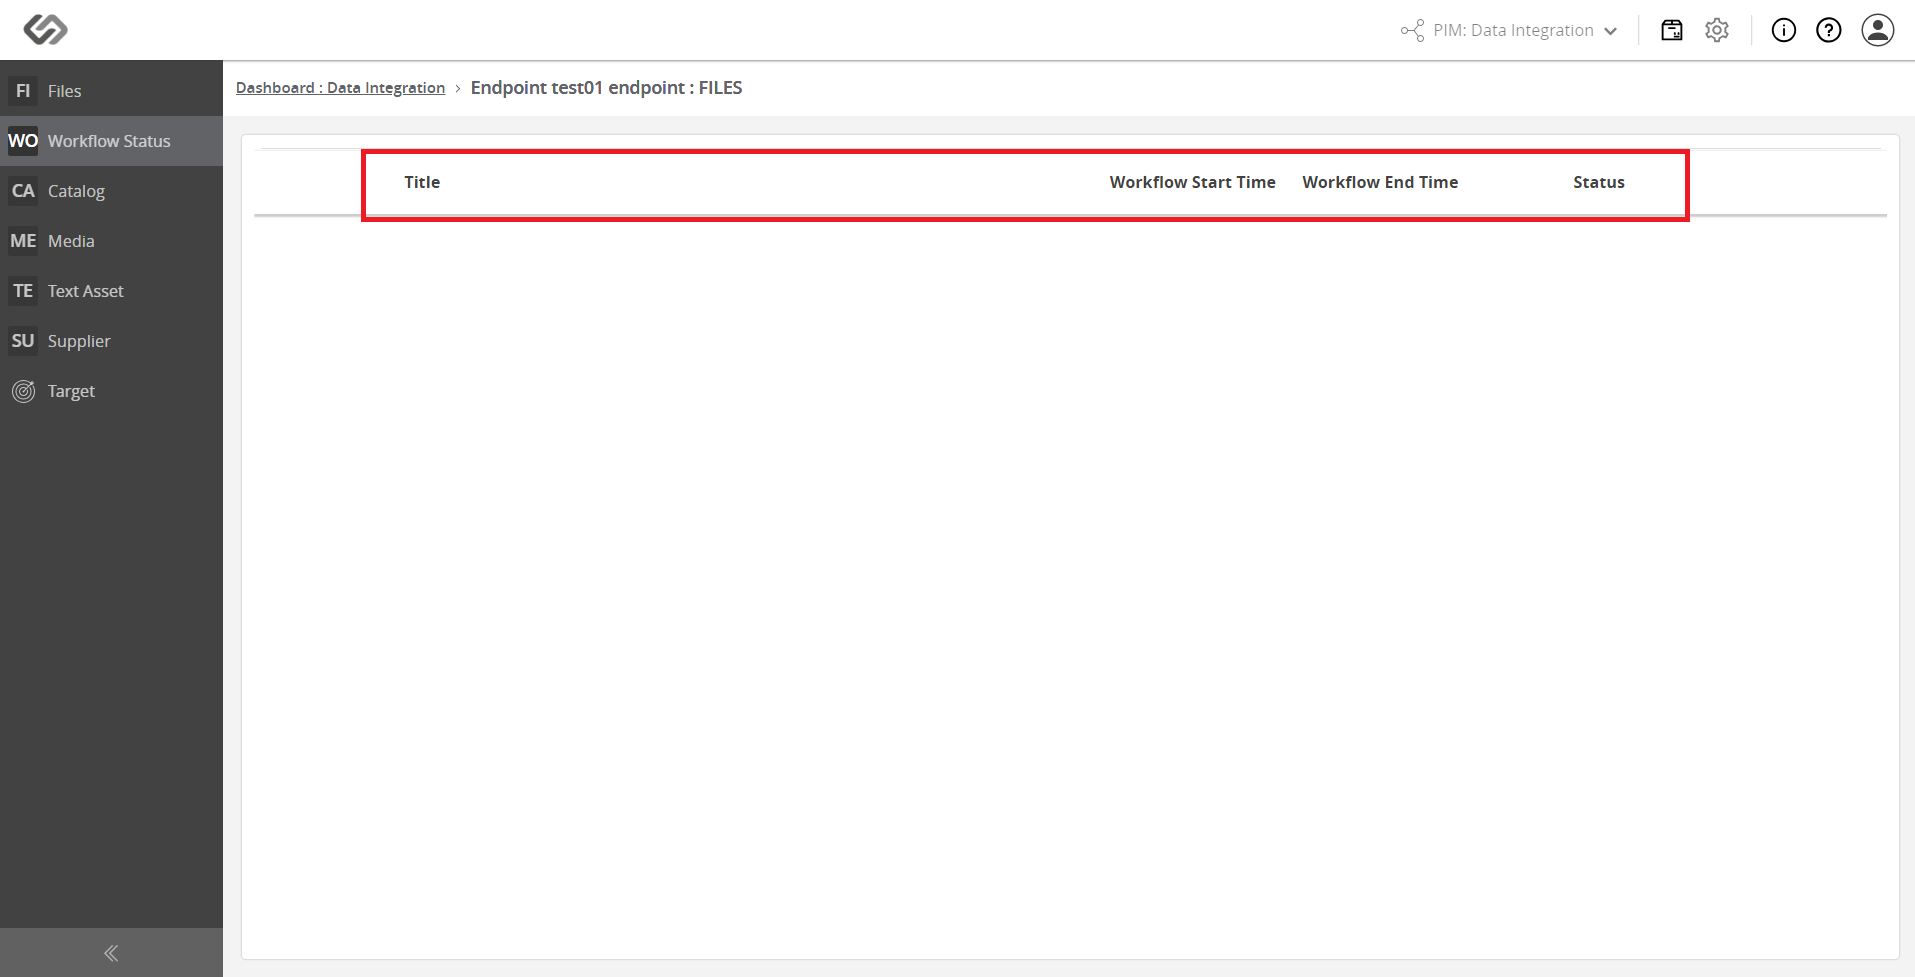 PIM: Data Integration
FI Files
WO Workflow Status
CA Catalog
ME Media
TE Text Asset
SU Supplier
Target
Dashboard : Data Integration › Endpoint test01 endpoint : FILES
Title Workflow Start Time Workflow End Time Status